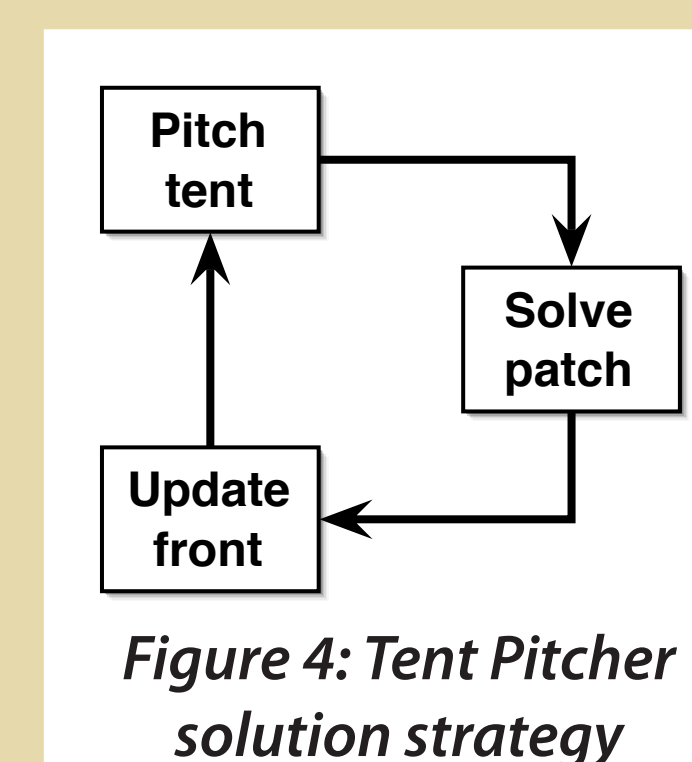 Pitch
tent
Solve
patch
Update
front
Figure 4: Tent Pitcher
solution strategy